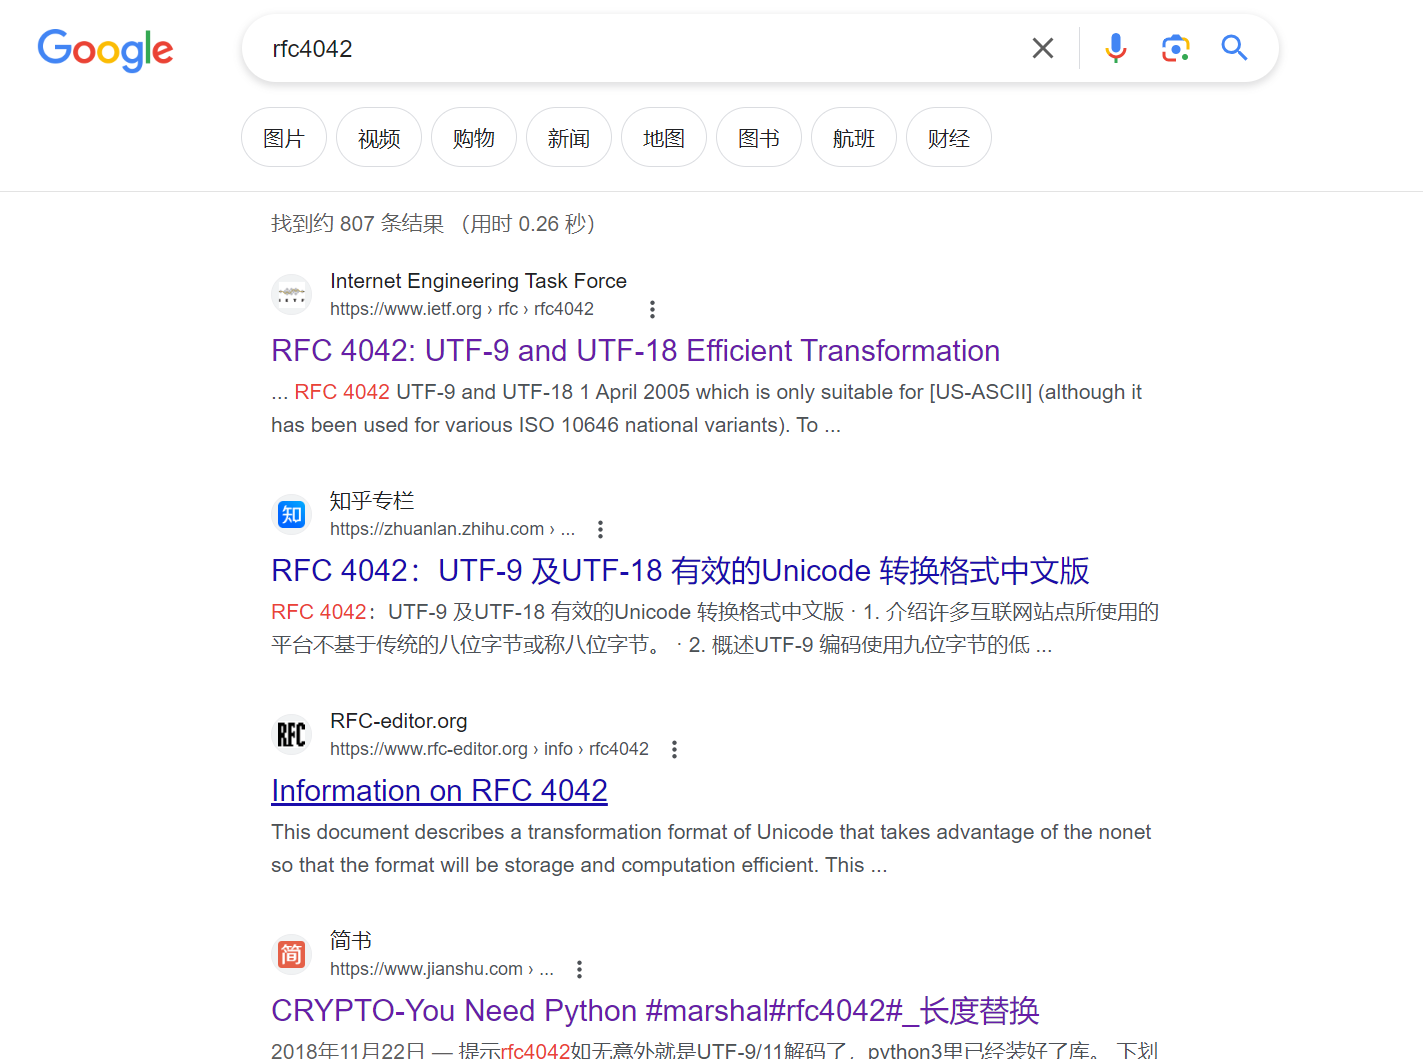 Google
rfc4042
图片 视频 购物 新闻 地图 图书 航班 财经
找到约 807 条结果 （用时 0.26 秒）
Internet Engineering Task Force
https://www.ietf.org › rfc › rfc4042
RFC 4042: UTF-9 and UTF-18 Efficient Transformation
... RFC 4042 UTF-9 and UTF-18 1 April 2005 which is only suitable for [US-ASCII] (although it
has been used for various ISO 10646 national variants). To ...
知
知乎专栏
https://zhuanlan.zhihu.com › ...
RFC 4042：UTF-9 及UTF-18 有效的Unicode 转换格式中文版
RFC 4042：UTF-9 及UTF-18 有效的Unicode 转换格式中文版 · 1. 介绍许多互联网站点所使用的
平台不基于传统的八位字节或称八位字节。 · 2. 概述UTF-9 编码使用九位字节的低 ...
RFC
RFC-editor.org
https://www.rfc-editor.org › info › rfc4042
Information on RFC 4042
This document describes a transformation format of Unicode that takes advantage of the nonet
so that the format will be storage and computation efficient. This ...
简
简书
https://www.jianshu.com › ...
CRYPTO-You Need Python #marshal#rfc4042#_长度替换
2018年11月22日 — 提示rfc4042如无意外就是UTF-9/11解码了，python3里已经装好了库。 下划